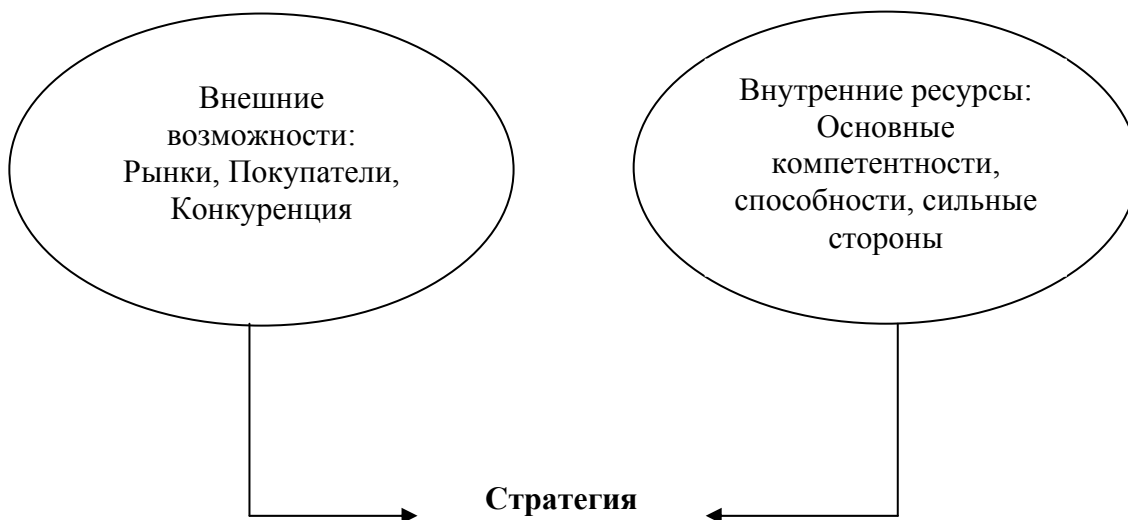 Внешние
возможности:
Рынки, Покупатели,
Конкуренция
Внутренние ресурсы:
Основные
компетентности,
способности, сильные
стороны
Стратегия